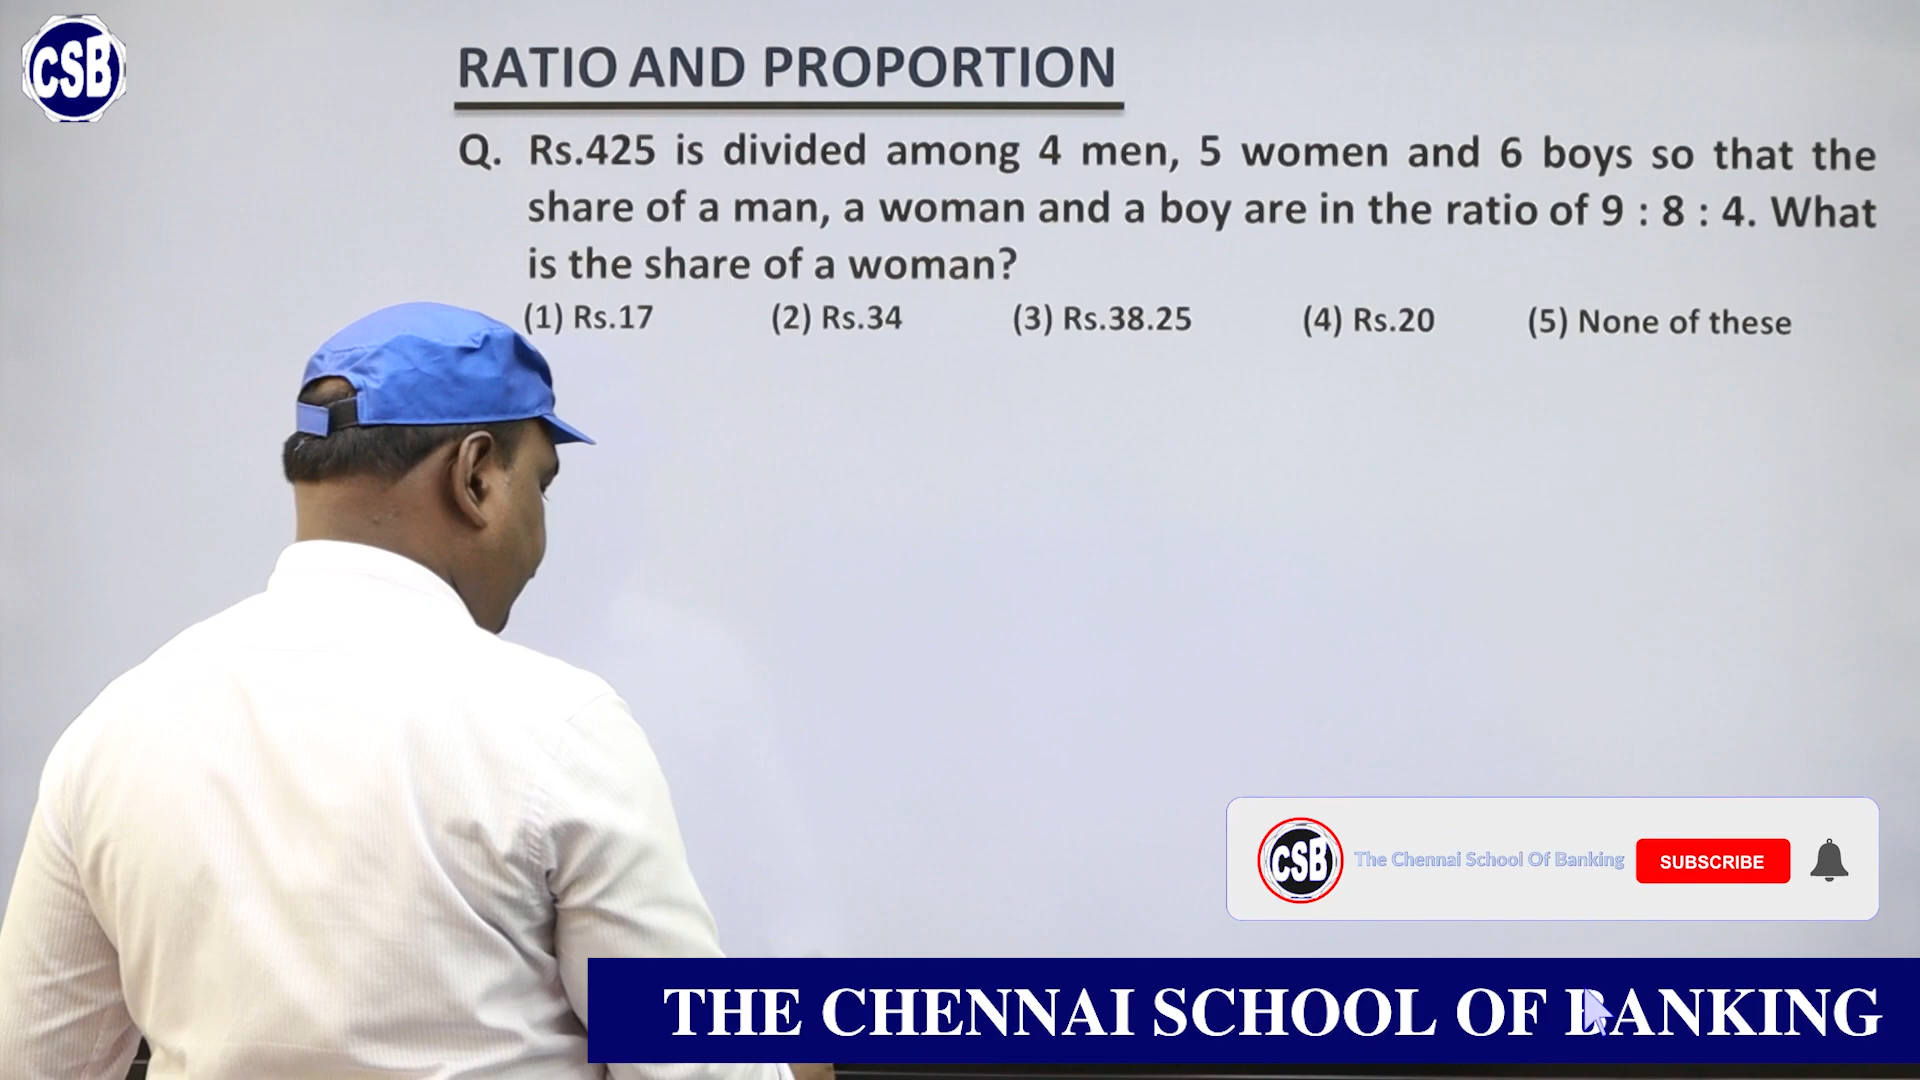 CSB
RATIO AND PROPORTION
Q. Rs.425 is divided among 4 men, 5 women and 6 boys so that the
share of a man, a woman and a boy are in the ratio of 9 : 8 : 4. What
is the share of a woman?
(1) Rs.17 (2) Rs.34 (3) Rs.38.25 (4) Rs.20 (5) None of these
CSB The Chennai School Of Banking SUBSCRIBE
THE CHENNAI SCHOOL OF BANKING